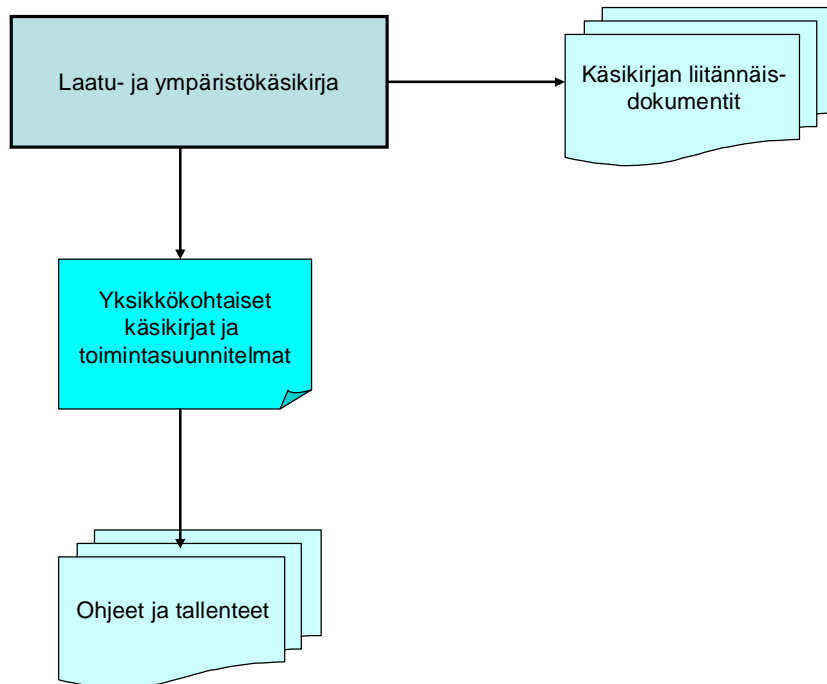 Laatu- ja ympäristökäsikirja
Käsikirjan liitännäis-
dokumentit
Yksikkökohtaiset
käsikirjat ja
toimintasuunnitelmat
Ohjeet ja tallenteet